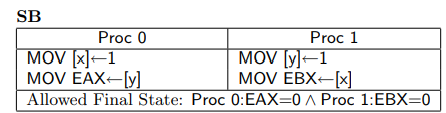 SB
Proc 0 Proc 1
MOV [x]←1 MOV [y]←1
MOV EAX←[y] MOV EBX←[x]
Allowed Final State: Proc 0:EAX=0 ∧ Proc 1:EBX=0